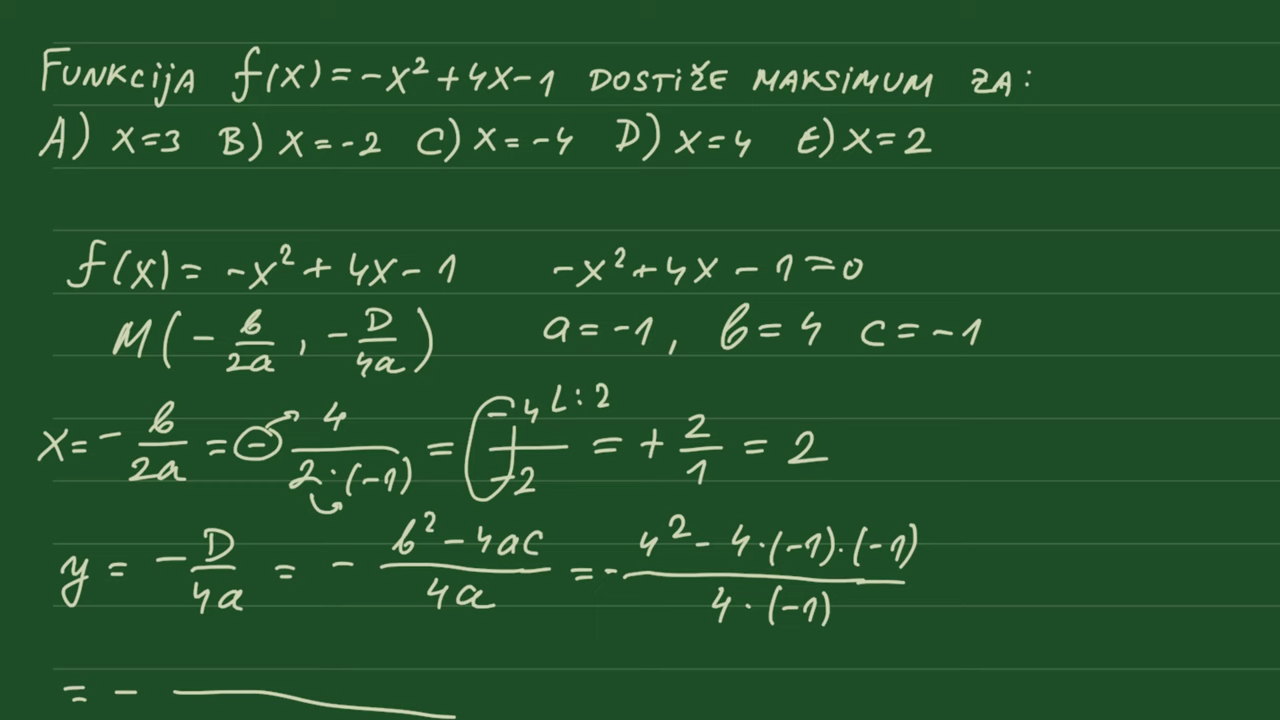 FUNKCIJA f(x) = -x² + 4x - 1 DOSTIŽE MAKSIMUM ZA:
A) x=3 B) x=-2 C) x=-4 D) x=4 E) x=2
f(x) = -x² + 4x - 1 -x² + 4x - 1 = 0
M(- b/2a, - D/4a) a = -1, b = 4 c = -1
x = - b/2a = - 4/2·(-1) = -4/-2 L:2 = + 2/1 = 2
y = - D/4a = - b² - 4ac/4a = - 4² - 4·(-1)·(-1)/4·(-1)
= -